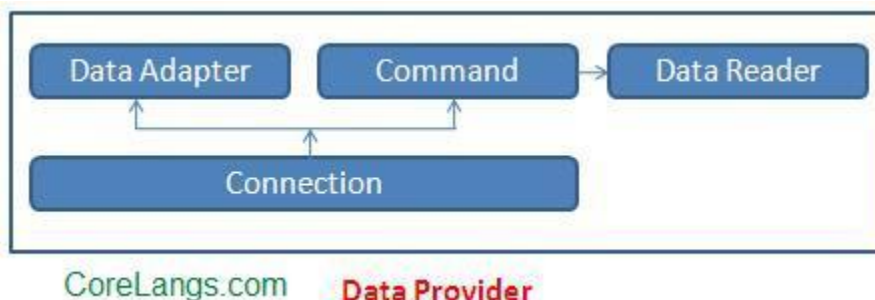 Data Adapter
Command
Data Reader
Connection
CoreLangs.com
Data Provider